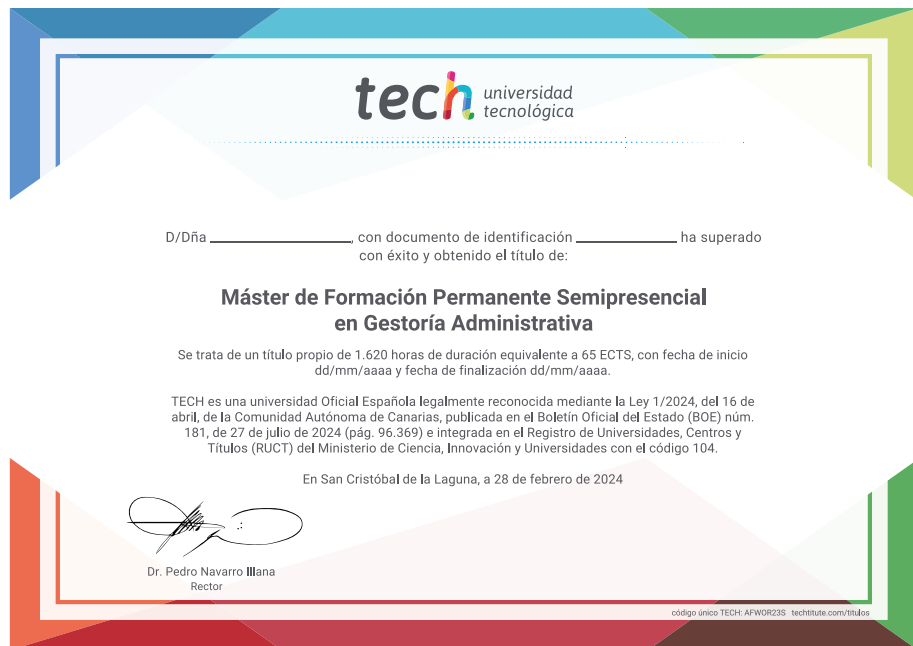 tech universidad
tecnológica
D/Dña ____________, con documento de identificación ____________ ha superado
con éxito y obtenido el título de:
Máster de Formación Permanente Semipresencial
en Gestoría Administrativa
Se trata de un título propio de 1.620 horas de duración equivalente a 65 ECTS, con fecha de inicio
dd/mm/aaaa y fecha de finalización dd/mm/aaaa.
TECH es una universidad Oficial Española legalmente reconocida mediante la Ley 1/2024, del 16 de
abril, de la Comunidad Autónoma de Canarias, publicada en el Boletín Oficial del Estado (BOE) núm.
181, de 27 de julio de 2024 (pág. 96.369) e integrada en el Registro de Universidades, Centros y
Títulos (RUCT) del Ministerio de Ciencia, Innovación y Universidades con el código 104.
En San Cristóbal de la Laguna, a 28 de febrero de 2024
Dr. Pedro Navarro Illana
Rector
código único TECH: AFWOR23S techtitute.com/titulos